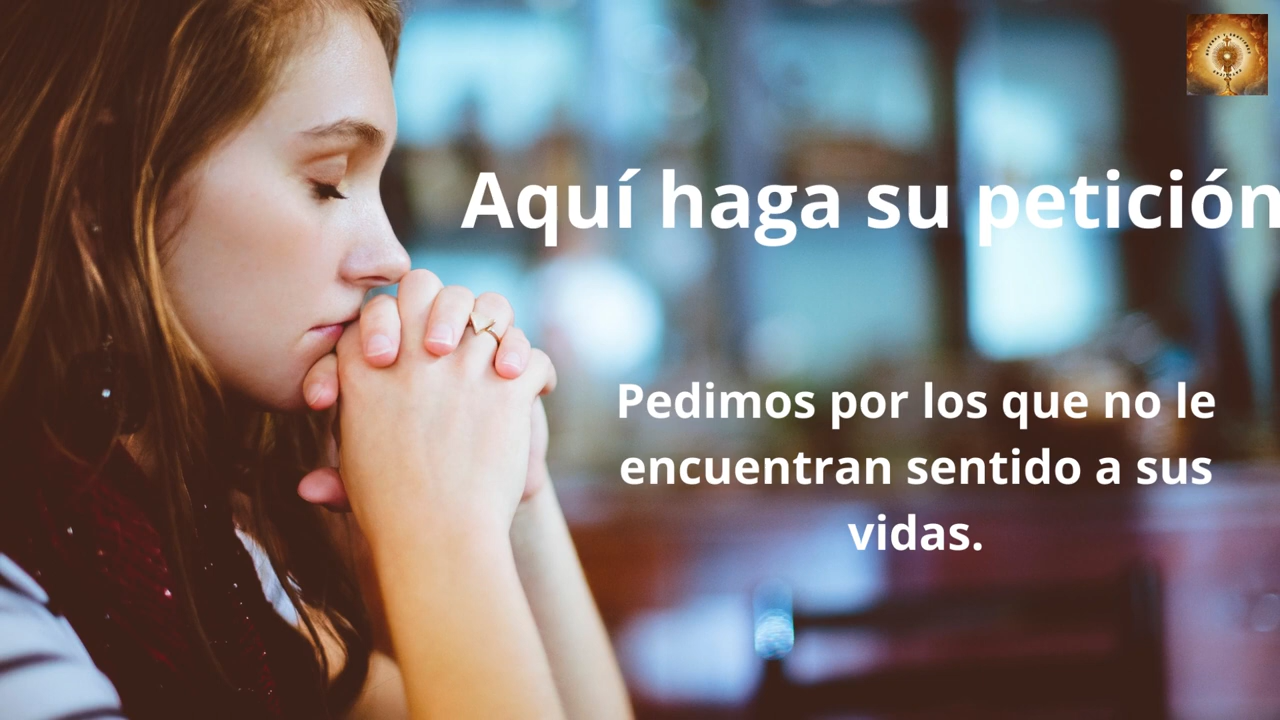 Aquí haga su petición
Pedimos por los que no le
encuentran sentido a sus
vidas.